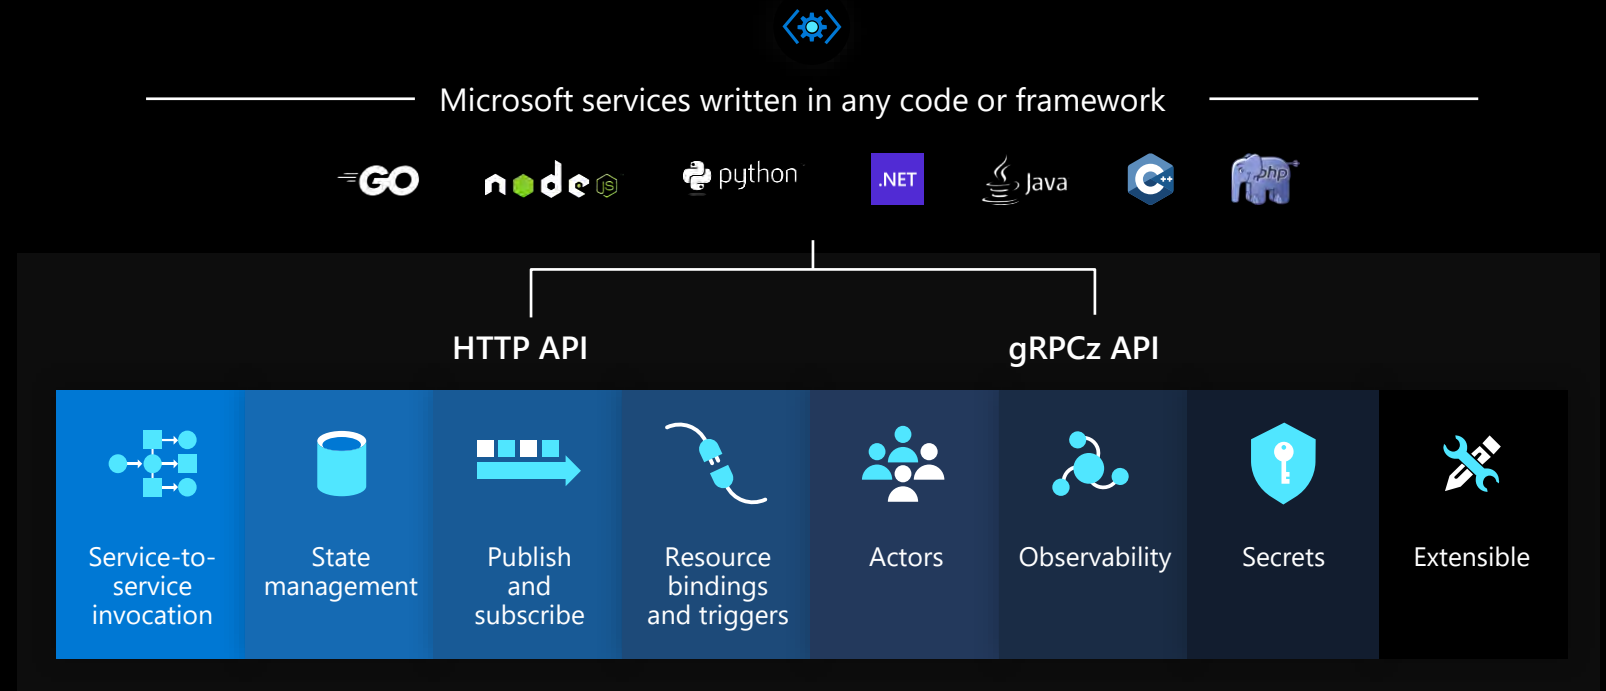 Microsoft services written in any code or framework
GO
node JS
python
.NET
Java
C++
php
HTTP API
gRPCz API
Service-to-
service
invocation
State
management
Publish
and
subscribe
Resource
bindings
and triggers
Actors
Observability
Secrets
Extensible